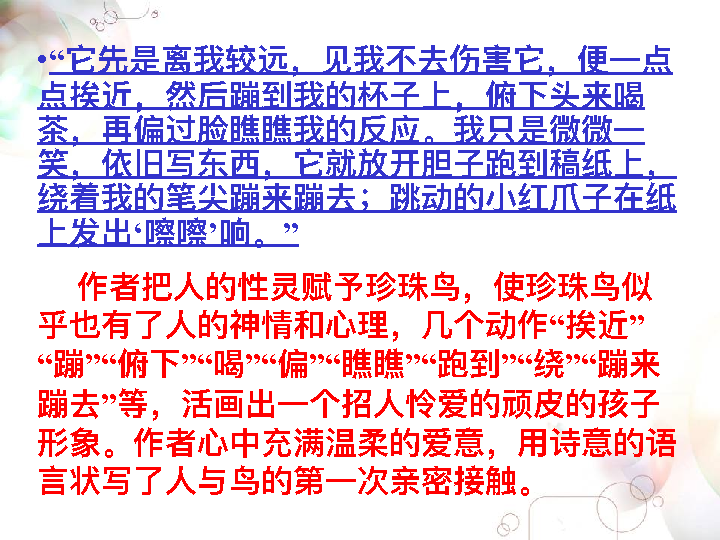 •“它先是离我较远，见我不去伤害它，便一点
点挨近，然后蹦到我的杯子上，俯下头来喝
茶，再偏过脸瞧瞧我的反应。我只是微微一
笑，依旧写东西，它就放开胆子跑到稿纸上，
绕着我的笔尖蹦来蹦去；跳动的小红爪子在纸
上发出‘嚓嚓’响。”
作者把人的性灵赋予珍珠鸟，使珍珠鸟似
乎也有了人的神情和心理，几个动作“挨近”
“蹦”“俯下”“喝”“偏”“瞧瞧”“跑到”“绕”“蹦来
蹦去”等，活画出一个招人怜爱的顽皮的孩子
形象。作者心中充满温柔的爱意，用诗意的语
言状写了人与鸟的第一次亲密接触。